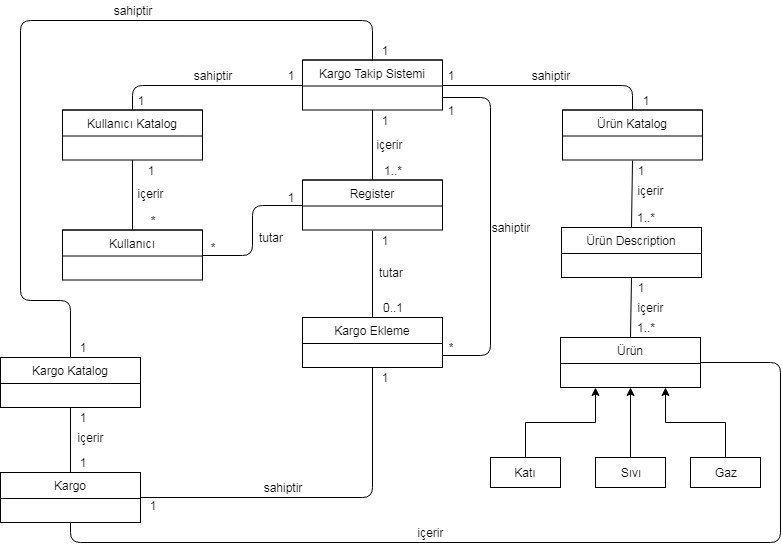 sahiptir
1
sahiptir
1
Kargo Takip Sistemi
1
sahiptir
1
1
1
1
Kullanıcı Katalog
1
Ürün Katalog
içerir
1
1
içerir
1..*
içerir
*
1
Register
1..*
Kullanıcı
*
tutar
1
sahiptir
Ürün Description
tutar
1
0..1
içerir
1..*
Kargo Ekleme
*
1
Ürün
Kargo Katalog
1
1
içerir
1
Katı
Sıvı
Gaz
Kargo
sahiptir
1
içerir